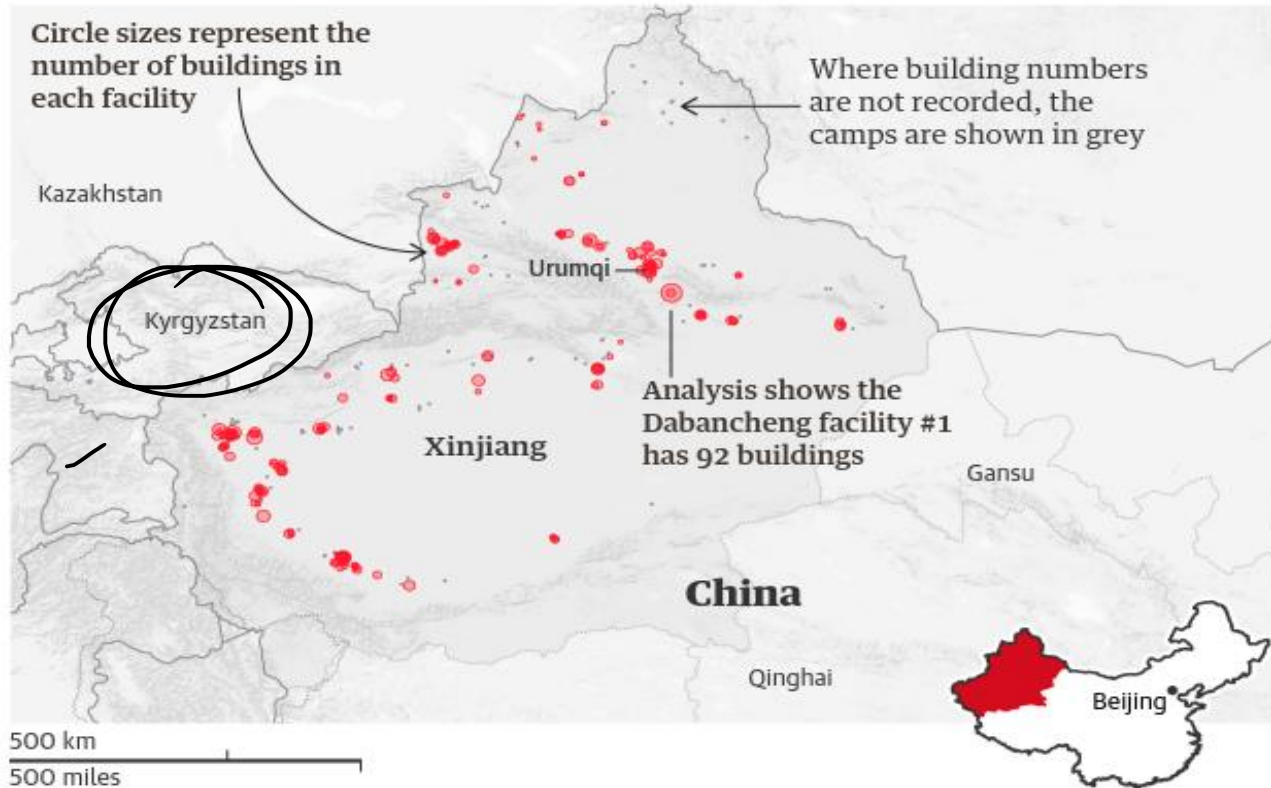 Circle sizes represent the
number of buildings in
each facility
Where building numbers
are not recorded, the
camps are shown in grey
Kazakhstan
Urumqi
Kyrgyzstan
Analysis shows the
Dabancheng facility #1
has 92 buildings
Xinjiang
Gansu
China
Qinghai
Beijing
500 km
500 miles